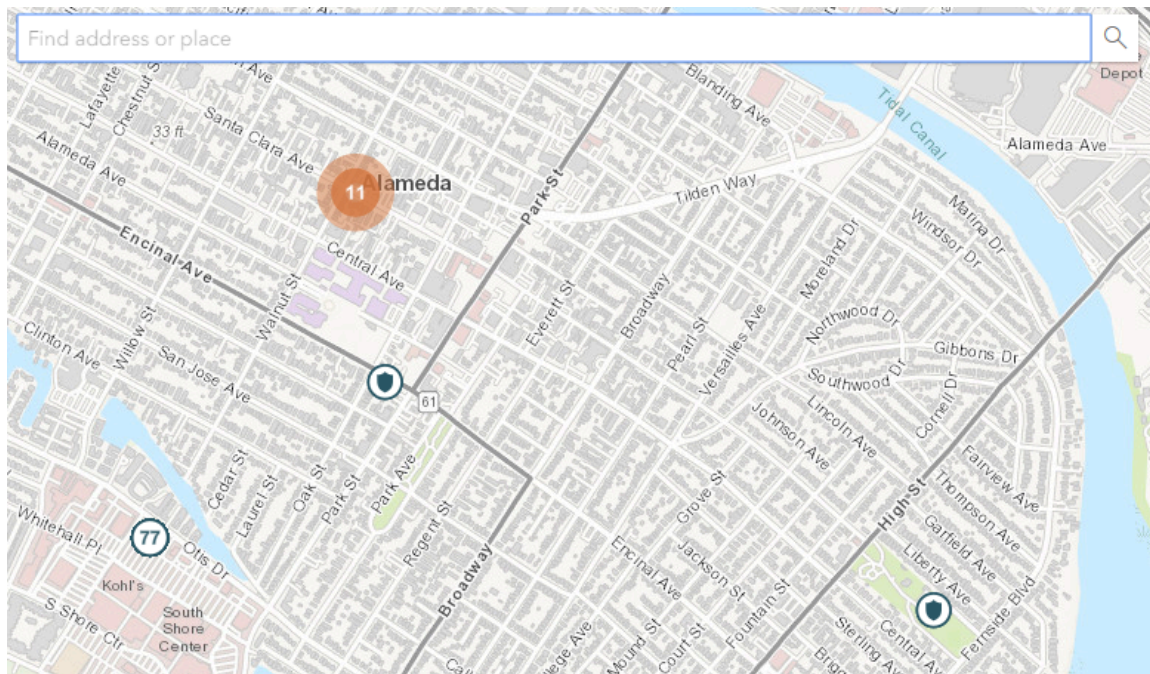 Find address or place
Depot
Lafayette
Chestnut S
Ave
Blanding Ave
Tidal Canal
Alameda Ave
33 ft
Santa Clara Ave
Alameda Ave
11
Alameda
Park St
Tilden Way
Marina Dr
Windsor Dr
Moreland Dr
Encinal Ave
Central Ave
Walnut St
Willow St
Everett St
Broadway
Pearl St
Versailles Ave
Northwood Dr
Gibbons Dr
Southwood Dr
Cornell Dr
Clinton Ave
San Jose Ave
61
Lincoln Ave
Johnson Ave
Fairview Ave
Thompson Ave
Cedar St
Laurel St
Oak St
Park St
Park Ave
Regent St
Grove St
High St
Garfield Ave
Liberty Ave
77
Whitehall Pl
Otis Dr
Encinal Ave
Jackson St
Kohl's
South
Shore
Center
S Shore Ctr
Broadway
Fountain St
Court St
Mound St
llege Ave
Sterling Av
Central Av
Fernside Blvd